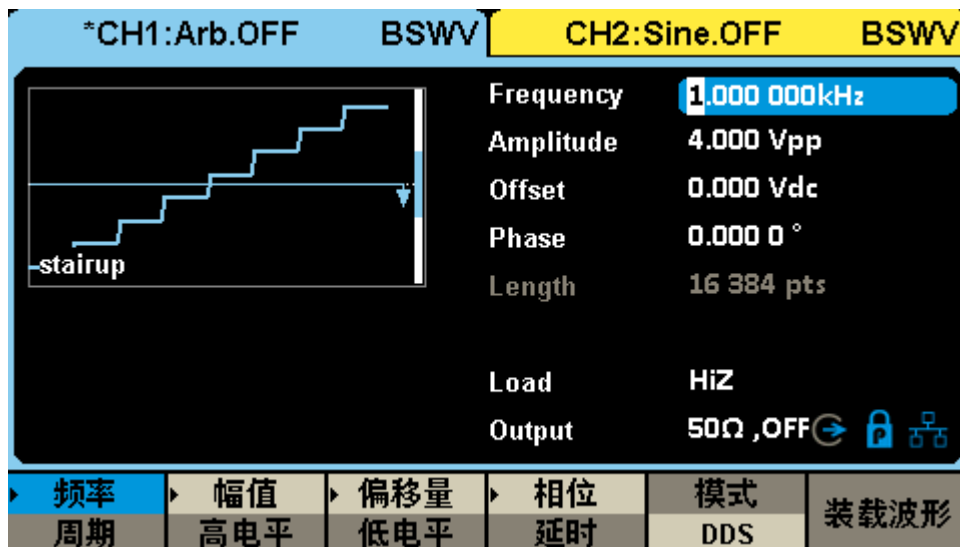 *CH1:Arb.OFF BSWV CH2:Sine.OFF BSWV
Frequency 1.000 000kHz
Amplitude 4.000 Vpp
Offset 0.000 Vdc
Phase 0.000 0 °
stairup
Length 16 384 pts
Load HiZ
Output 50Ω ,OFF P
频率 幅值 偏移量 相位 模式 装载波形
周期 高电平 低电平 延时 DDS